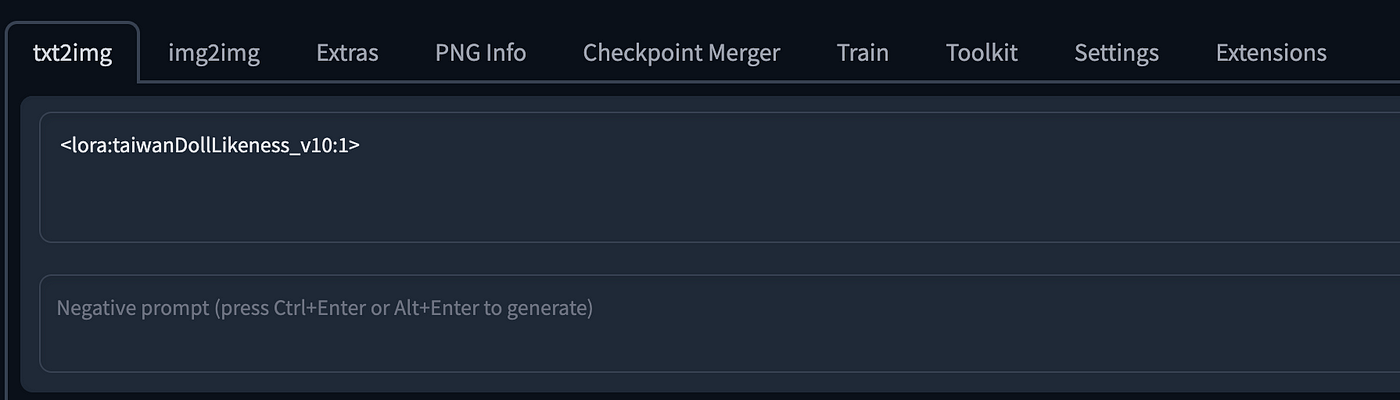 txt2img img2img Extras PNG Info Checkpoint Merger Train Toolkit Settings Extensions
<lora:taiwanDollLikeness_v10:1>
Negative prompt (press Ctrl+Enter or Alt+Enter to generate)